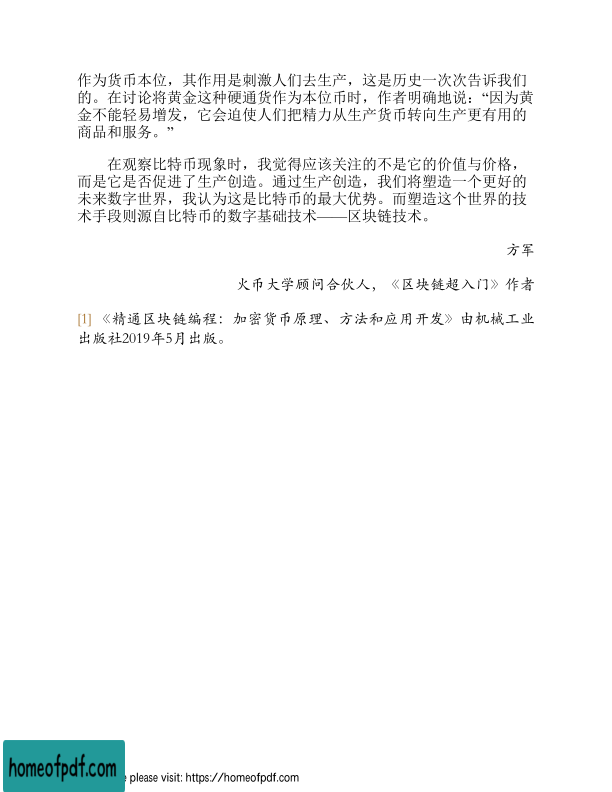 作为货币本位，其作用是刺激人们去生产，这是历史一次次告诉我们
的。在讨论将黄金这种硬通货作为本位币时，作者明确地说：“因为黄
金不能轻易增发，它会迫使人们把精力从生产货币转向生产更有用的
商品和服务。”
在观察比特币现象时，我觉得应该关注的不是它的价值与价格，
而是它是否促进了生产创造。通过生产创造，我们将塑造一个更好的
未来数字世界，我认为这是比特币的最大优势。而塑造这个世界的技
术手段则源自比特币的数字基础技术——区块链技术。
方军
火币大学顾问合伙人，《区块链超入门》作者
[1] 《精通区块链编程：加密货币原理、方法和应用开发》由机械工业
出版社2019年5月出版。
homeofpdf.com
e please visit: https://homeofpdf.com